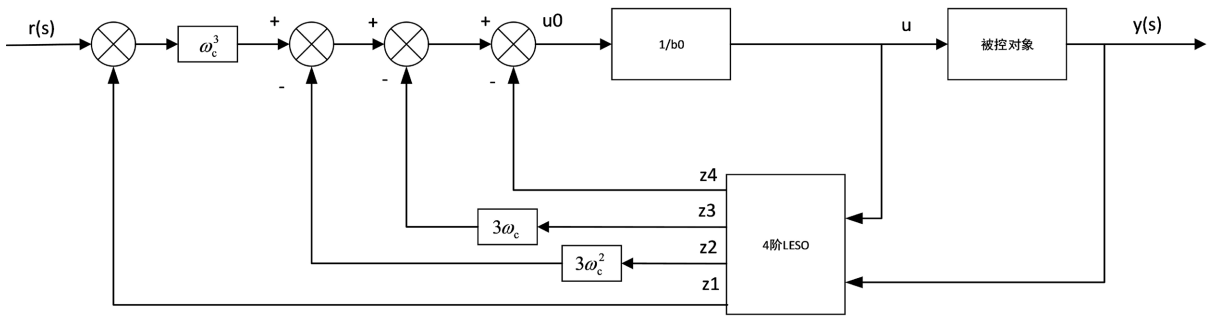 r(s)
ω_c^3
+
-
+
-
+
-
u0
1/b0
u
被控对象
y(s)
z4
z3
3ω_c
z2
3ω_c^2
z1
4阶LESO